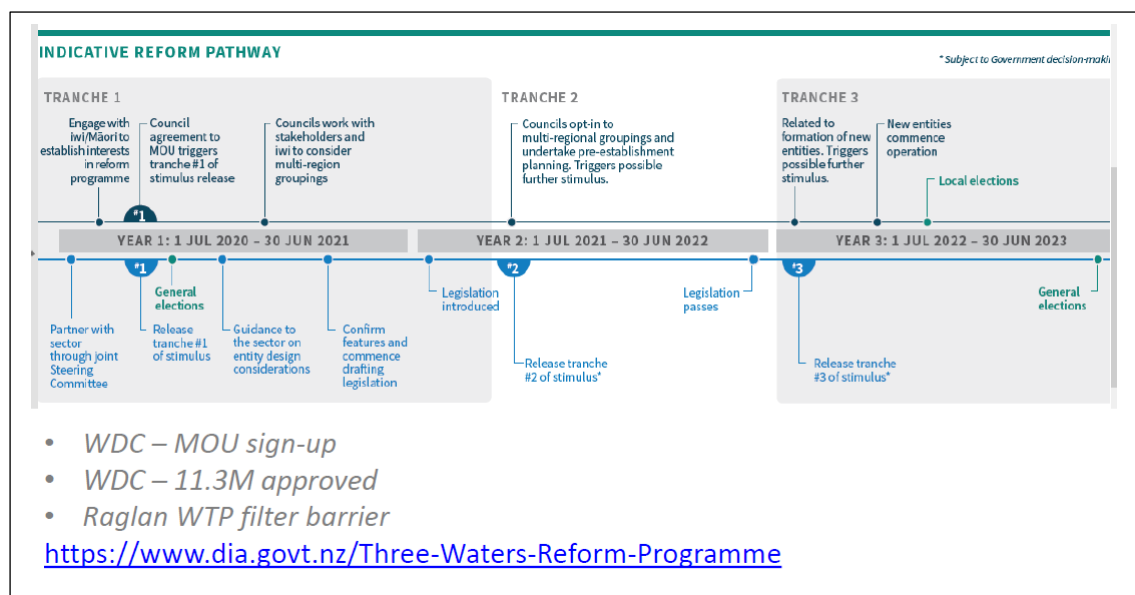 INDICATIVE REFORM PATHWAY
* Subject to Government decision-maki
TRANCHE 1
TRANCHE 2
TRANCHE 3
Engage with
iwi/Māori to
establish interests
in reform
programme
Council
agreement to
MOU triggers
tranche #1 of
stimulus release
Councils work with
stakeholders and
iwi to consider
multi-region
groupings
Councils opt-in to
multi-regional groupings and
undertake pre-establishment
planning. Triggers possible
further stimulus.
Related to
formation of new
entities. Triggers
possible further
stimulus.
New entities
commence
operation
Local elections
#1
YEAR 1: 1 JUL 2020 – 30 JUN 2021
YEAR 2: 1 JUL 2021 – 30 JUN 2022
YEAR 3: 1 JUL 2022 – 30 JUN 2023
#1
#2
#3
General
elections
Legislation
introduced
Legislation
passes
General
elections
Partner with
sector
through joint
Steering
Committee
Release
tranche #1
of stimulus
Guidance to
the sector on
entity design
considerations
Confirm
features and
commence
drafting
legislation
Release tranche
#2 of stimulus*
Release tranche
#3 of stimulus*
• WDC – MOU sign-up
• WDC – 11.3M approved
• Raglan WTP filter barrier
https://www.dia.govt.nz/Three-Waters-Reform-Programme